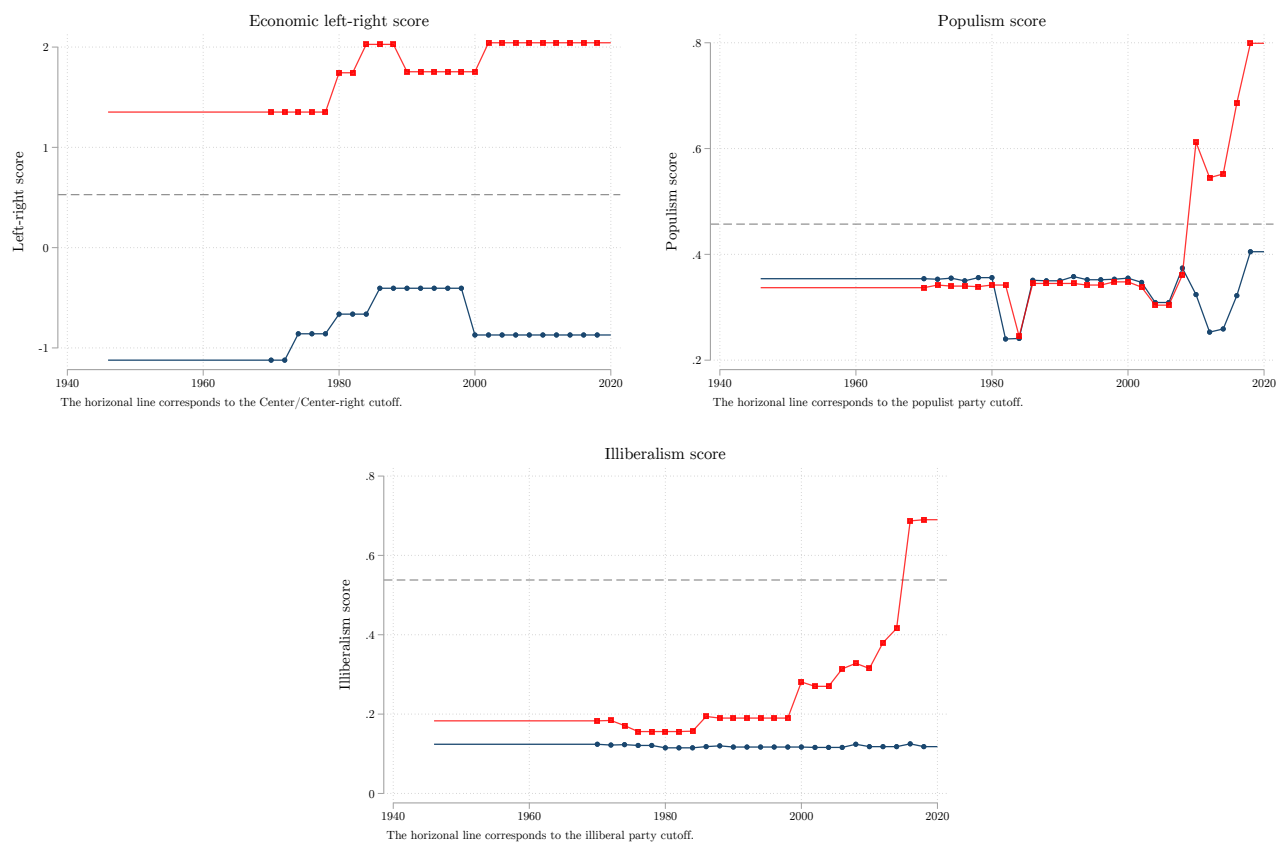 Economic left-right score
Left-right score
2
1
0
-1
1940 1960 1980 2000 2020
The horizonal line corresponds to the Center/Center-right cutoff.
Populism score
Populism score
.8
.6
.4
.2
1940 1960 1980 2000 2020
The horizonal line corresponds to the populist party cutoff.
Illiberalism score
Illiberalism score
.8
.6
.4
.2
0
1940 1960 1980 2000 2020
The horizonal line corresponds to the illiberal party cutoff.